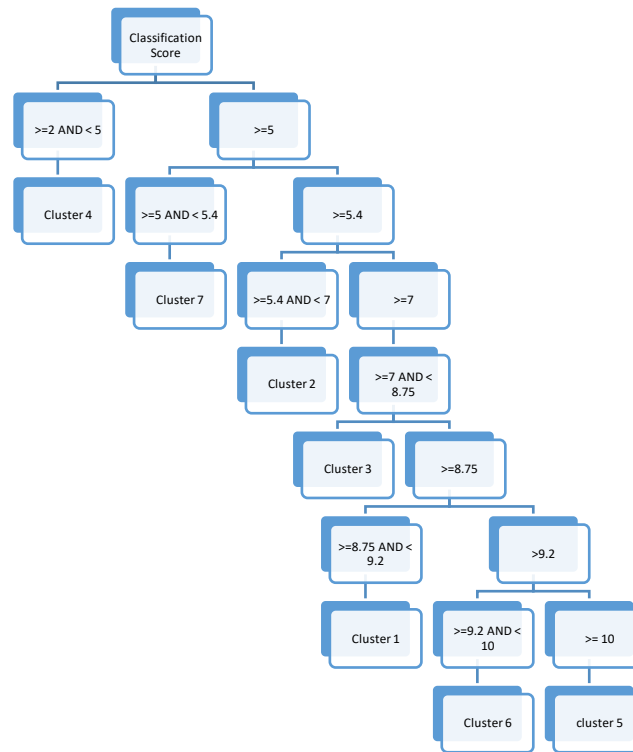 Classification
Score
>=2 AND < 5
>=5
Cluster 4
>=5 AND < 5.4
>=5.4
Cluster 7
>=5.4 AND < 7
>=7
Cluster 2
>=7 AND <
8.75
Cluster 3
>=8.75
>=8.75 AND <
9.2
>9.2
Cluster 1
>=9.2 AND <
10
>= 10
Cluster 6
cluster 5